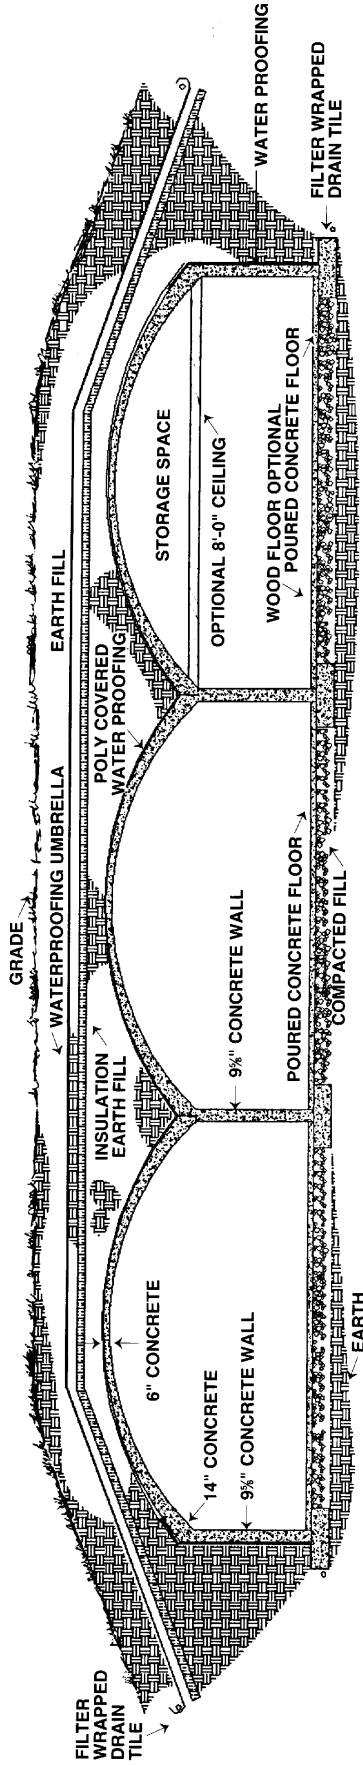 GRADE
WATERPROOFING UMBRELLA
EARTH FILL
FILTER
WRAPPED
DRAIN
TILE
INSULATION
EARTH FILL
POLY COVERED
WATER PROOFING
6" CONCRETE
STORAGE SPACE
14" CONCRETE
9⅝" CONCRETE WALL
9⅝" CONCRETE WALL
OPTIONAL 8'-0" CEILING
WATER PROOFING
WOOD FLOOR OPTIONAL
POURED CONCRETE FLOOR
POURED CONCRETE FLOOR
FILTER WRAPPED
DRAIN TILE
COMPACTED FILL
EARTH